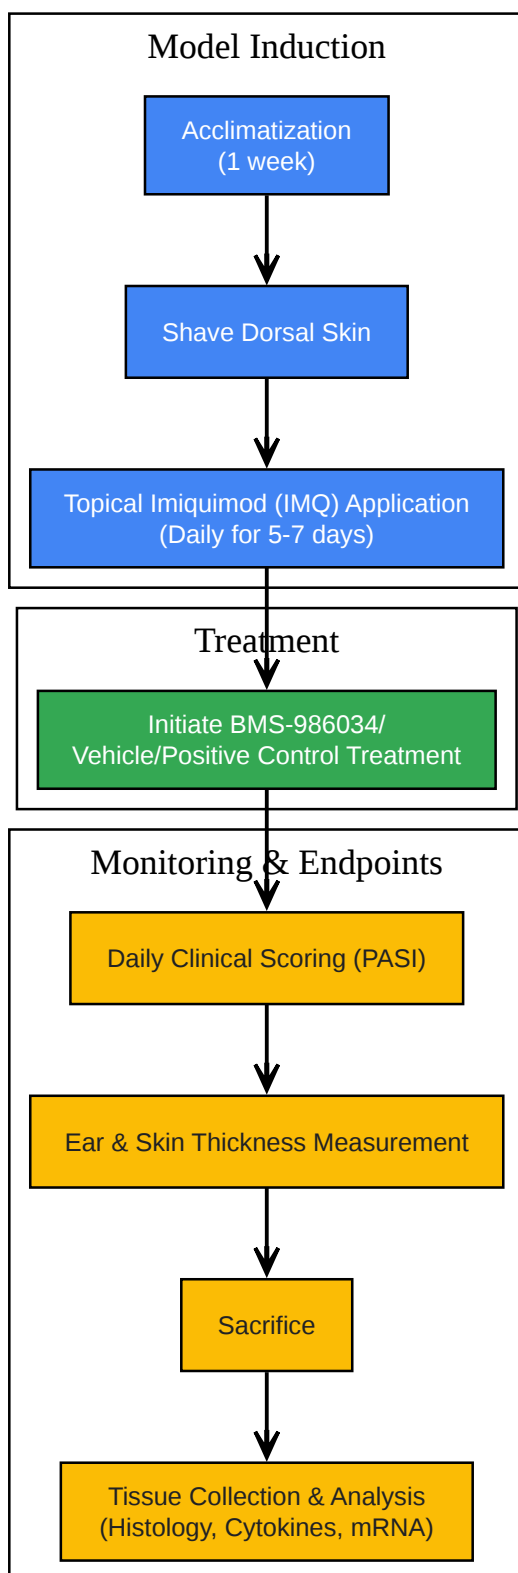 Model Induction
Acclimatization
(1 week)
Shave Dorsal Skin
Topical Imiquimod (IMQ) Application
(Daily for 5-7 days)
Treatment
Initiate BMS-986034/
Vehicle/Positive Control Treatment
Monitoring & Endpoints
Daily Clinical Scoring (PASI)
Ear & Skin Thickness Measurement
Sacrifice
Tissue Collection & Analysis
(Histology, Cytokines, mRNA)